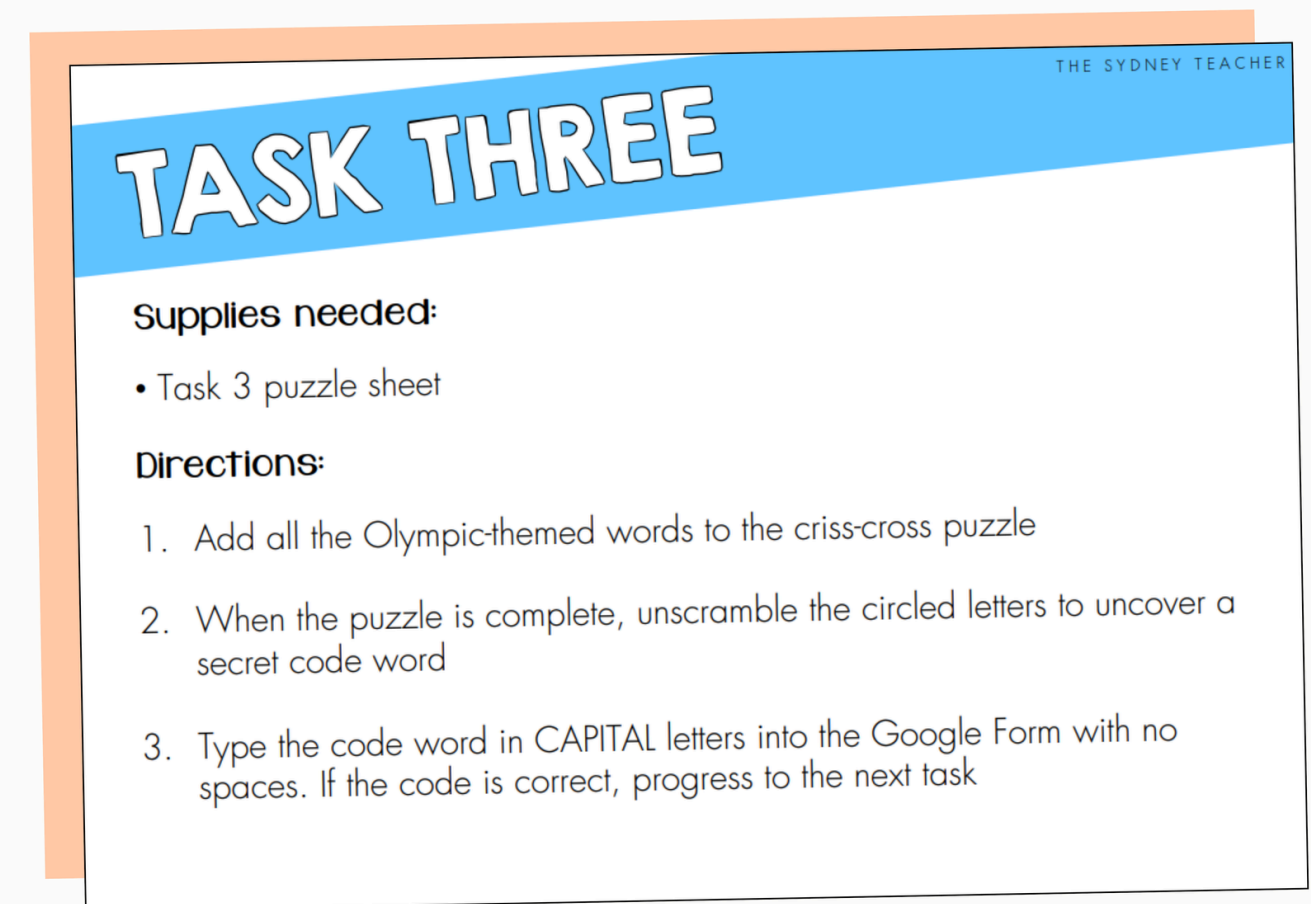 THE SYDNEY TEACHER
TASK THREE
Supplies needed:
• Task 3 puzzle sheet
Directions:
1. Add all the Olympic-themed words to the criss-cross puzzle
2. When the puzzle is complete, unscramble the circled letters to uncover a
secret code word
3. Type the code word in CAPITAL letters into the Google Form with no
spaces. If the code is correct, progress to the next task